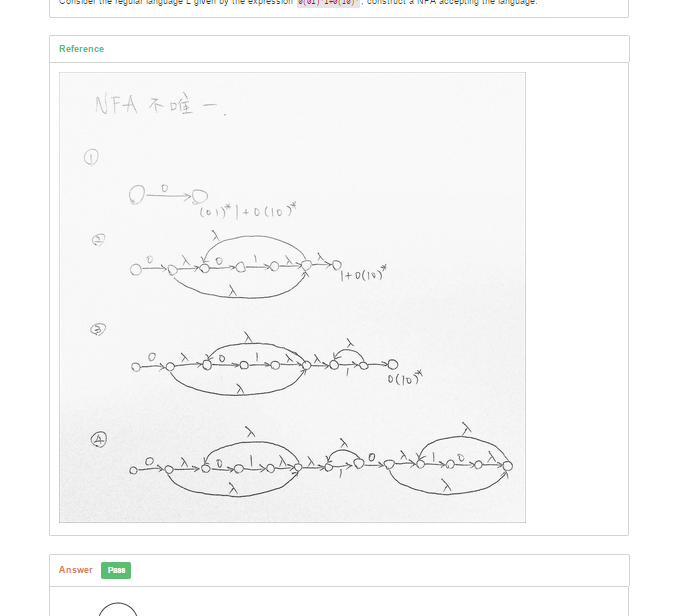 Consider the regular language L given by the expression 0(01)*1+0(10)*, construct a NFA accepting the language.
Reference
NFA 不唯一.
①
0
(01)*1+0(10)*
②
λ
0 λ 0 1 λ λ
λ
1+0(10)*
③
λ λ
0 λ 0 1 λ λ 1
λ
0(10)*
④
λ λ λ
0 λ 0 1 λ λ 1 0 λ 1 0 λ
λ λ
Answer Pass